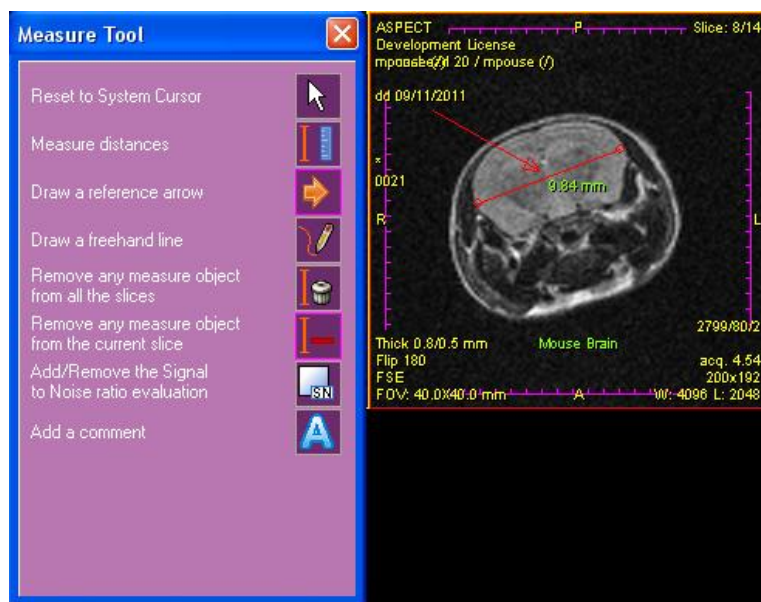 Measure Tool
Reset to System Cursor
Measure distances
Draw a reference arrow
Draw a freehand line
Remove any measure object
from all the slices
Remove any measure object
from the current slice
Add/Remove the Signal
to Noise ratio evaluation
SN
Add a comment
A
ASPECT
P
Slice: 8/14
Development License
20 / mpouse (/)
dd 09/11/2011
*
0021
9.84 mm
R
L
2799/80/2
Thick 0.8/0.5 mm
Mouse Brain
Flip 180
acq. 4.54
FSE
200x192
FOV: 40.0X40.0 mm
A
W: 4096 L: 2048